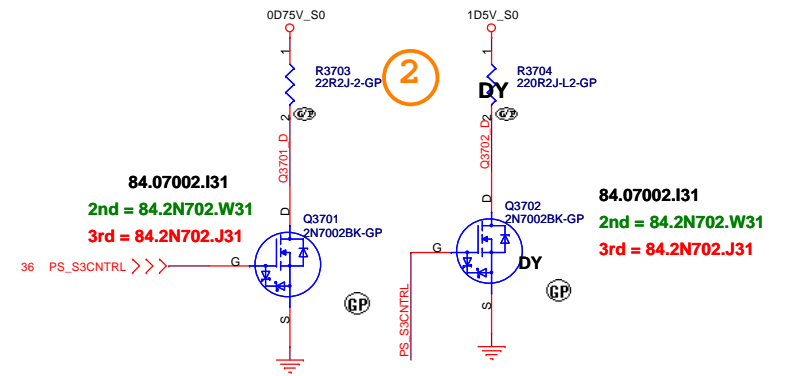 0D75V_S0
1
R3703
22R2J-2-GP
2
G/P
Q3701_D
84.07002.I31
2nd = 84.2N702.W31
3rd = 84.2N702.J31
D
Q3701
2N7002BK-GP
36 PS_S3CNTRL
G
GP
S
2
1D5V_S0
1
R3704
220R2J-L2-GP
DY
2
G/P
Q3702_D
D
Q3702
2N7002BK-GP
G
DY
GP
S
PS_S3CNTRL
84.07002.I31
2nd = 84.2N702.W31
3rd = 84.2N702.J31